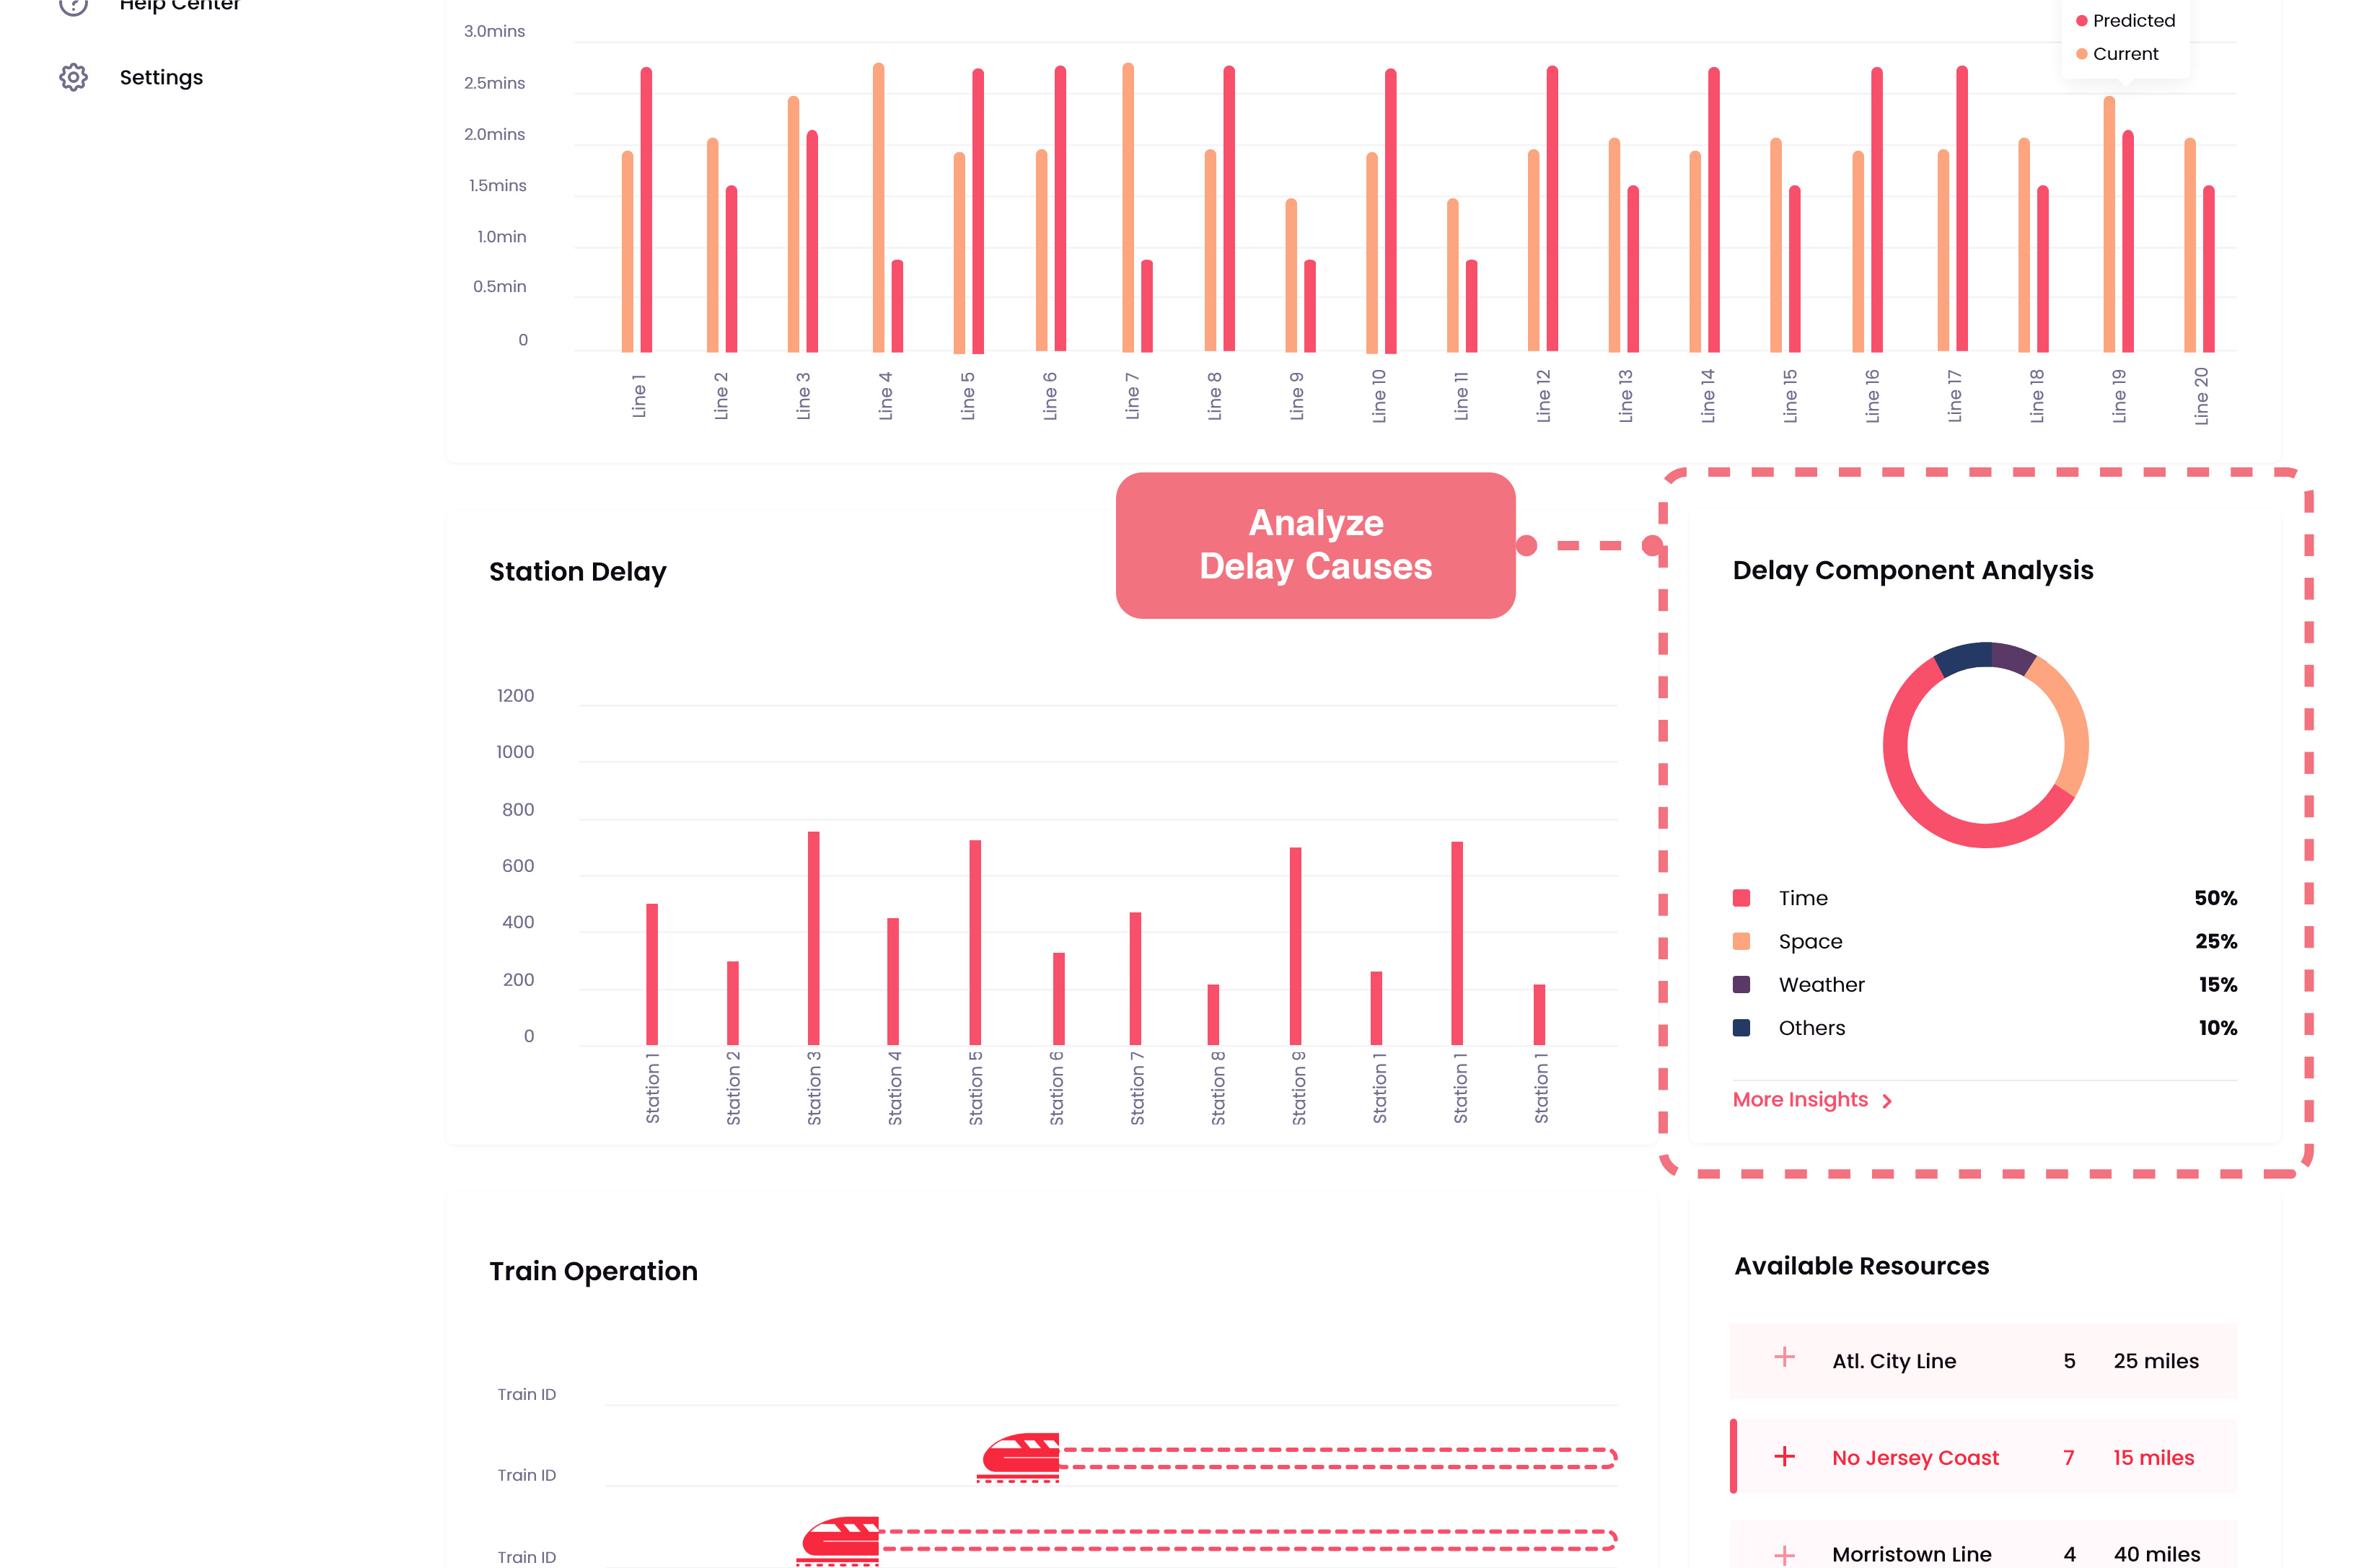 Help Center
Settings
Predicted
Current
3.0mins
2.5mins
2.0mins
1.5mins
1.0min
0.5min
0
Line 1
Line 2
Line 3
Line 4
Line 5
Line 6
Line 7
Line 8
Line 9
Line 10
Line 11
Line 12
Line 13
Line 14
Line 15
Line 16
Line 17
Line 18
Line 19
Line 20
Analyze
Delay Causes
Station Delay
1200
1000
800
600
400
200
0
Station 1
Station 2
Station 3
Station 4
Station 5
Station 6
Station 7
Station 8
Station 9
Station 1
Station 1
Station 1
Delay Component Analysis
Time 50%
Space 25%
Weather 15%
Others 10%
More Insights
Train Operation
Train ID
Train ID
Train ID
Available Resources
Atl. City Line 5 25 miles
No Jersey Coast 7 15 miles
Morristown Line 4 40 miles